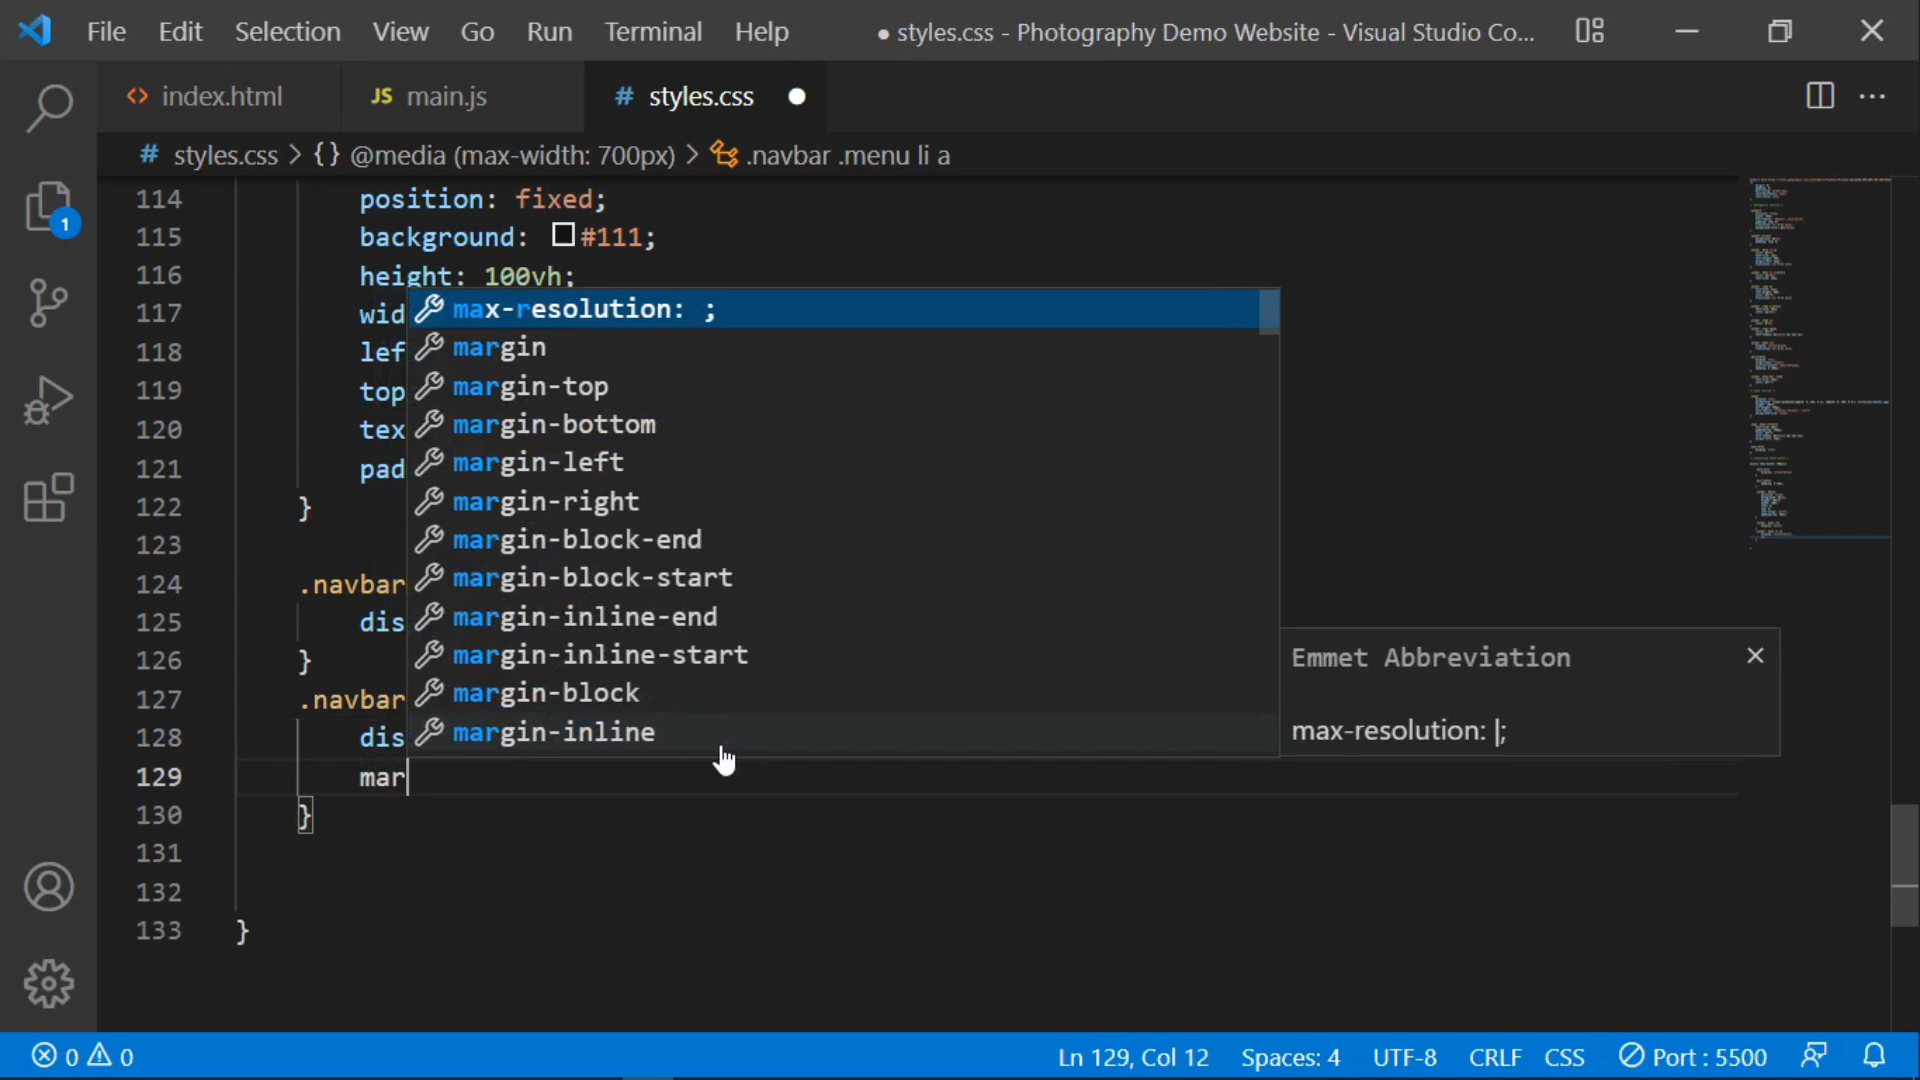 File Edit Selection View Go Run Terminal Help ● styles.css - Photography Demo Website - Visual Studio Co...
<> index.html JS main.js # styles.css ●
# styles.css > {} @media (max-width: 700px) > .navbar .menu li a
114 position: fixed;
115 background: #111;
116 height: 100vh;
117 wid
max-resolution: ;
118 lef
margin
119 top
margin-top
120 tex
margin-bottom
121 pad
margin-left
122 }
margin-right
123
margin-block-end
124 .navbar
margin-block-start
125 dis
margin-inline-end
126 }
margin-inline-start
127 .navbar
margin-block
128 dis
margin-inline
Emmet Abbreviation
max-resolution: |;
129 mar
130 }
131
132
133 }
1
0 0 Ln 129, Col 12 Spaces: 4 UTF-8 CRLF CSS Port : 5500